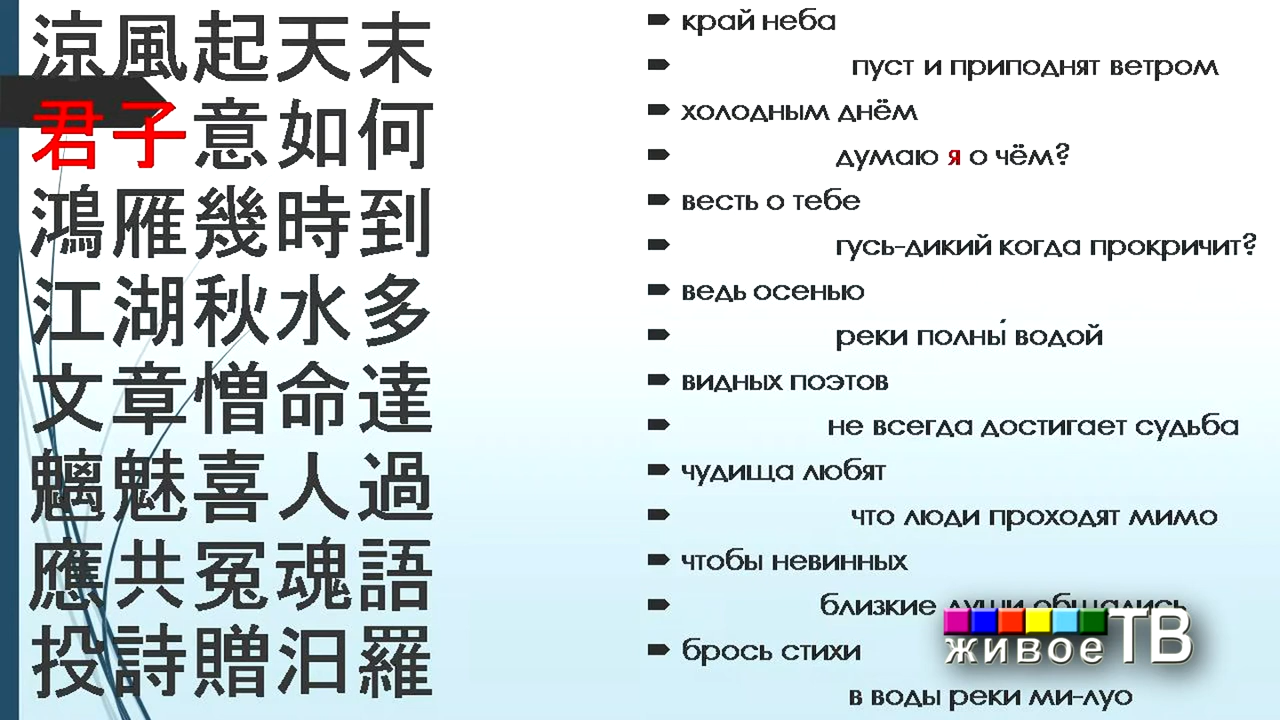 涼風起天末
君子意如何
鴻雁幾時到
江湖秋水多
文章憎命達
魑魅喜人過
應共冤魂語
投詩贈汨羅
край неба
пуст и приподнят ветром
холодным днём
думаю я о чём?
весть о тебе
гусь-дикий когда прокричит?
ведь осенью
реки полны́ водой
видных поэтов
не всегда достигает судьба
чудища любят
что люди проходят мимо
чтобы невинных
близкие души общались
брось стихи
в воды реки ми-луо
живое ТВ